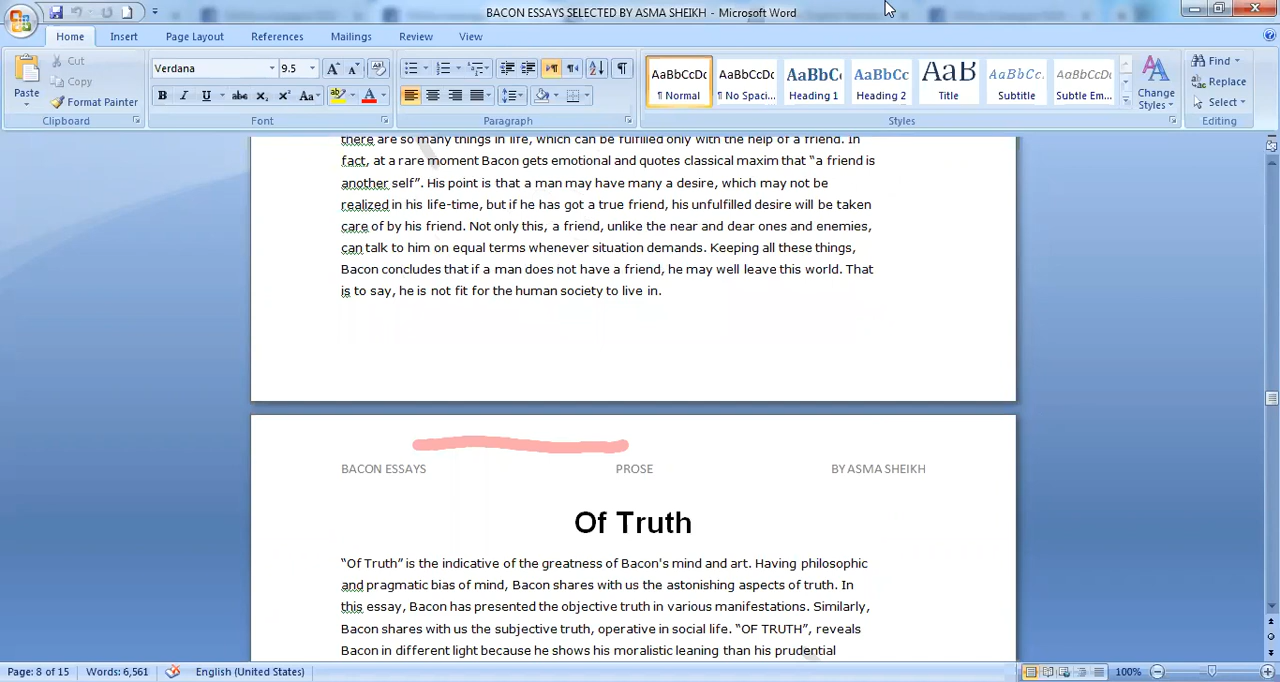 BACON ESSAYS SELECTED BY ASMA SHEIKH - Microsoft Word
Home Insert Page Layout References Mailings Review View
Paste
Cut
Copy
Format Painter
Clipboard
Verdana 9.5
B I U abc X₂ X² Aa
Font
Paragraph
AaBbCcDc AaBbCcDc AaBbC AaBbCc AaB AaBbCc. AaBbCcDc
¶ Normal ¶ No Spaci... Heading 1 Heading 2 Title Subtitle Subtle Em...
Change Styles
Styles
Find
Replace
Select
Editing
there are so many things in life, which can be fulfilled only with the help of a friend. In
fact, at a rare moment Bacon gets emotional and quotes classical maxim that “a friend is
another self”. His point is that a man may have many a desire, which may not be
realized in his life-time, but if he has got a true friend, his unfulfilled desire will be taken
care of by his friend. Not only this, a friend, unlike the near and dear ones and enemies,
can talk to him on equal terms whenever situation demands. Keeping all these things,
Bacon concludes that if a man does not have a friend, he may well leave this world. That
is to say, he is not fit for the human society to live in.
BACON ESSAYS PROSE BY ASMA SHEIKH
Of Truth
“Of Truth” is the indicative of the greatness of Bacon's mind and art. Having philosophic
and pragmatic bias of mind, Bacon shares with us the astonishing aspects of truth. In
this essay, Bacon has presented the objective truth in various manifestations. Similarly,
Bacon shares with us the subjective truth, operative in social life. “OF TRUTH”, reveals
Bacon in different light because he shows his moralistic leaning than his prudential
Page: 8 of 15 Words: 6,561 English (United States) 100%